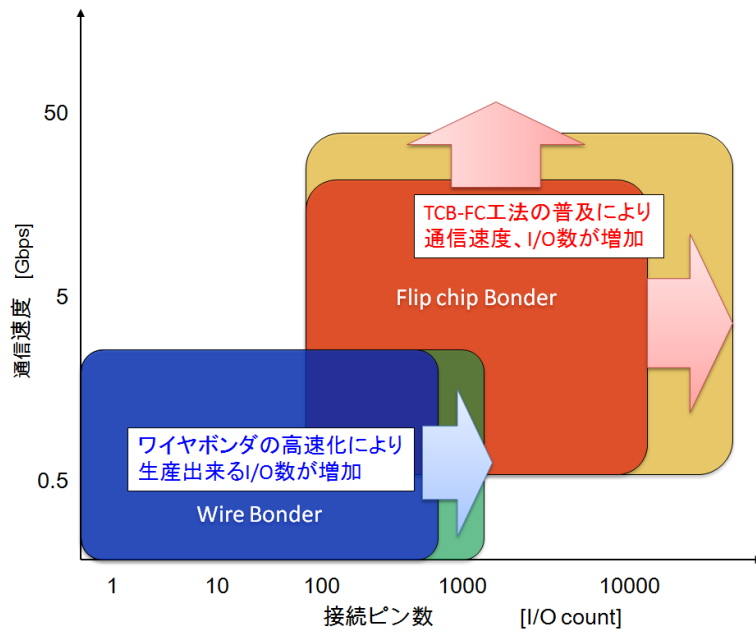 50
TCB-FC工法の普及により
通信速度、I/O数が増加
通信速度 [Gbps]
5
Flip chip Bonder
ワイヤボンダの高速化により
生産出来るI/O数が増加
0.5
Wire Bonder
1 10 100 1000 10000
接続ピン数 [I/O count]